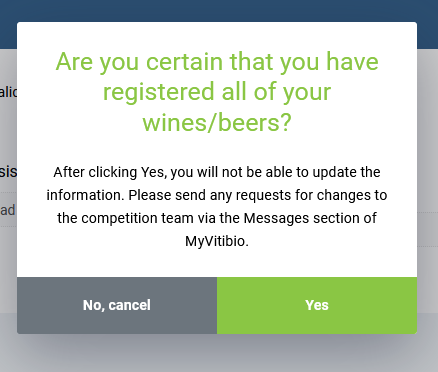 Are you certain that you have
registered all of your
wines/beers?
After clicking Yes, you will not be able to update the
information. Please send any requests for changes to
the competition team via the Messages section of
MyVitibio.
No, cancel
Yes